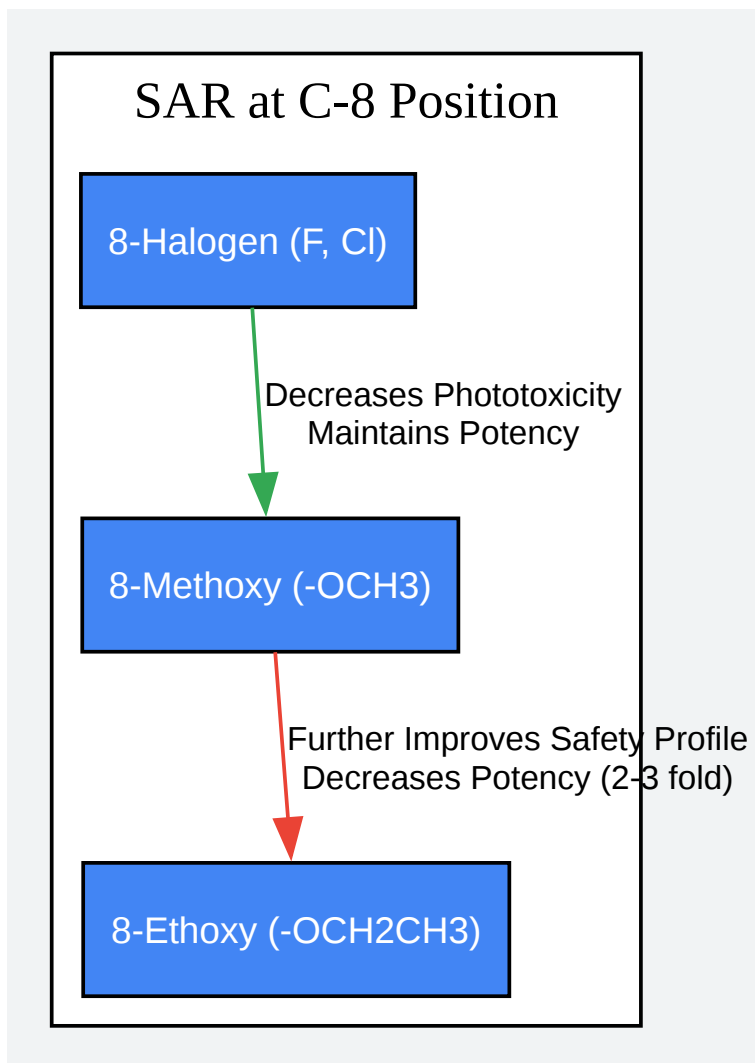 SAR at C-8 Position
8-Halogen (F, Cl)
Decreases Phototoxicity
Maintains Potency
8-Methoxy (-OCH3)
Further Improves Safety Profile
Decreases Potency (2-3 fold)
8-Ethoxy (-OCH2CH3)